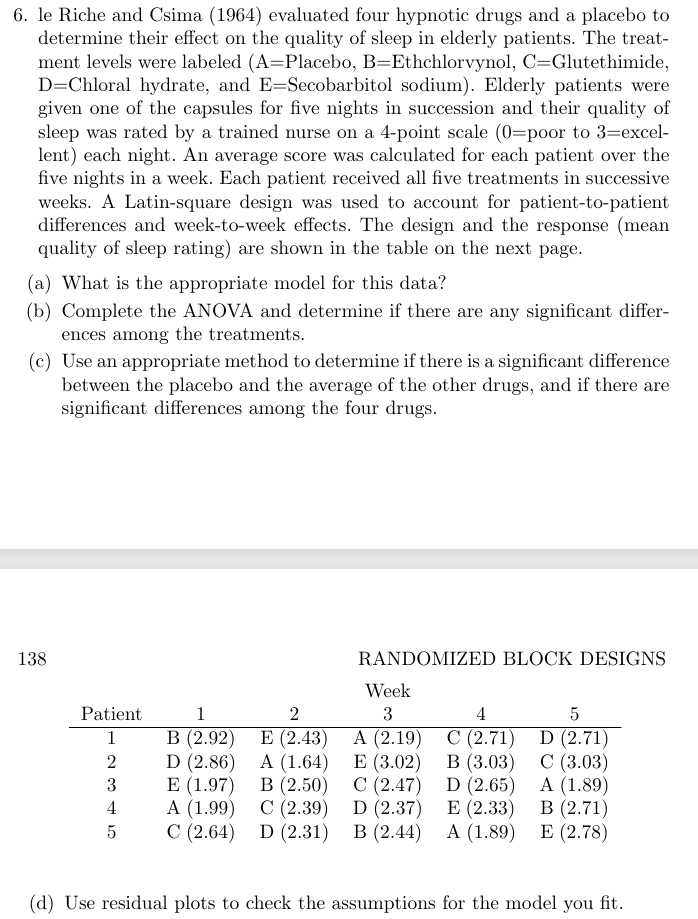 6. le Riche and Csima (1964) evaluated four hypnotic drugs and a placebo to
determine their effect on the quality of sleep in elderly patients. The treat-
ment levels were labeled (A=Placebo, B=Ethchlorvynol, C=Glutethimide,
D=Chloral hydrate, and E=Secobarbitol sodium). Elderly patients were
given one of the capsules for five nights in succession and their quality of
sleep was rated by a trained nurse on a 4-point scale (0=poor to 3=excel-
lent) each night. An average score was calculated for each patient over the
five nights in a week. Each patient received all five treatments in successive
weeks. A Latin-square design was used to account for patient-to-patient
differences and week-to-week effects. The design and the response (mean
quality of sleep rating) are shown in the table on the next page.
(a) What is the appropriate model for this data?
(b) Complete the ANOVA and determine if there are any significant differ-
ences among the treatments.
(c) Use an appropriate method to determine if there is a significant difference
between the placebo and the average of the other drugs, and if there are
significant differences among the four drugs.
138 RANDOMIZED BLOCK DESIGNS
Week
Patient 1 2 3 4 5
1 B (2.92) E (2.43) A (2.19) C (2.71) D (2.71)
2 D (2.86) A (1.64) E (3.02) B (3.03) C (3.03)
3 E (1.97) B (2.50) C (2.47) D (2.65) A (1.89)
4 A (1.99) C (2.39) D (2.37) E (2.33) B (2.71)
5 C (2.64) D (2.31) B (2.44) A (1.89) E (2.78)
(d) Use residual plots to check the assumptions for the model you fit.